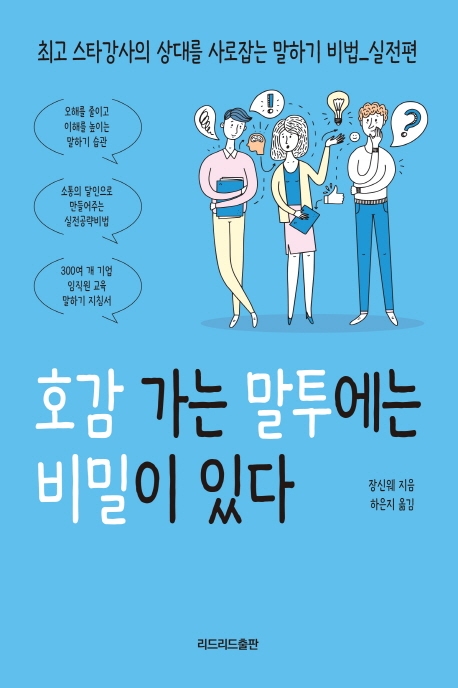 최고 스타강사의 상대를 사로잡는 말하기 비법_실전편
오해를 줄이고
이해를 높이는
말하기 습관
소통의 달인으로
만들어주는
실전공략비법
300여 개 기업
임직원 교육
말하기 지침서
!
?
호감 가는 말투에는
비밀이 있다
장신웨 지음
하은지 옮김
리드리드출판